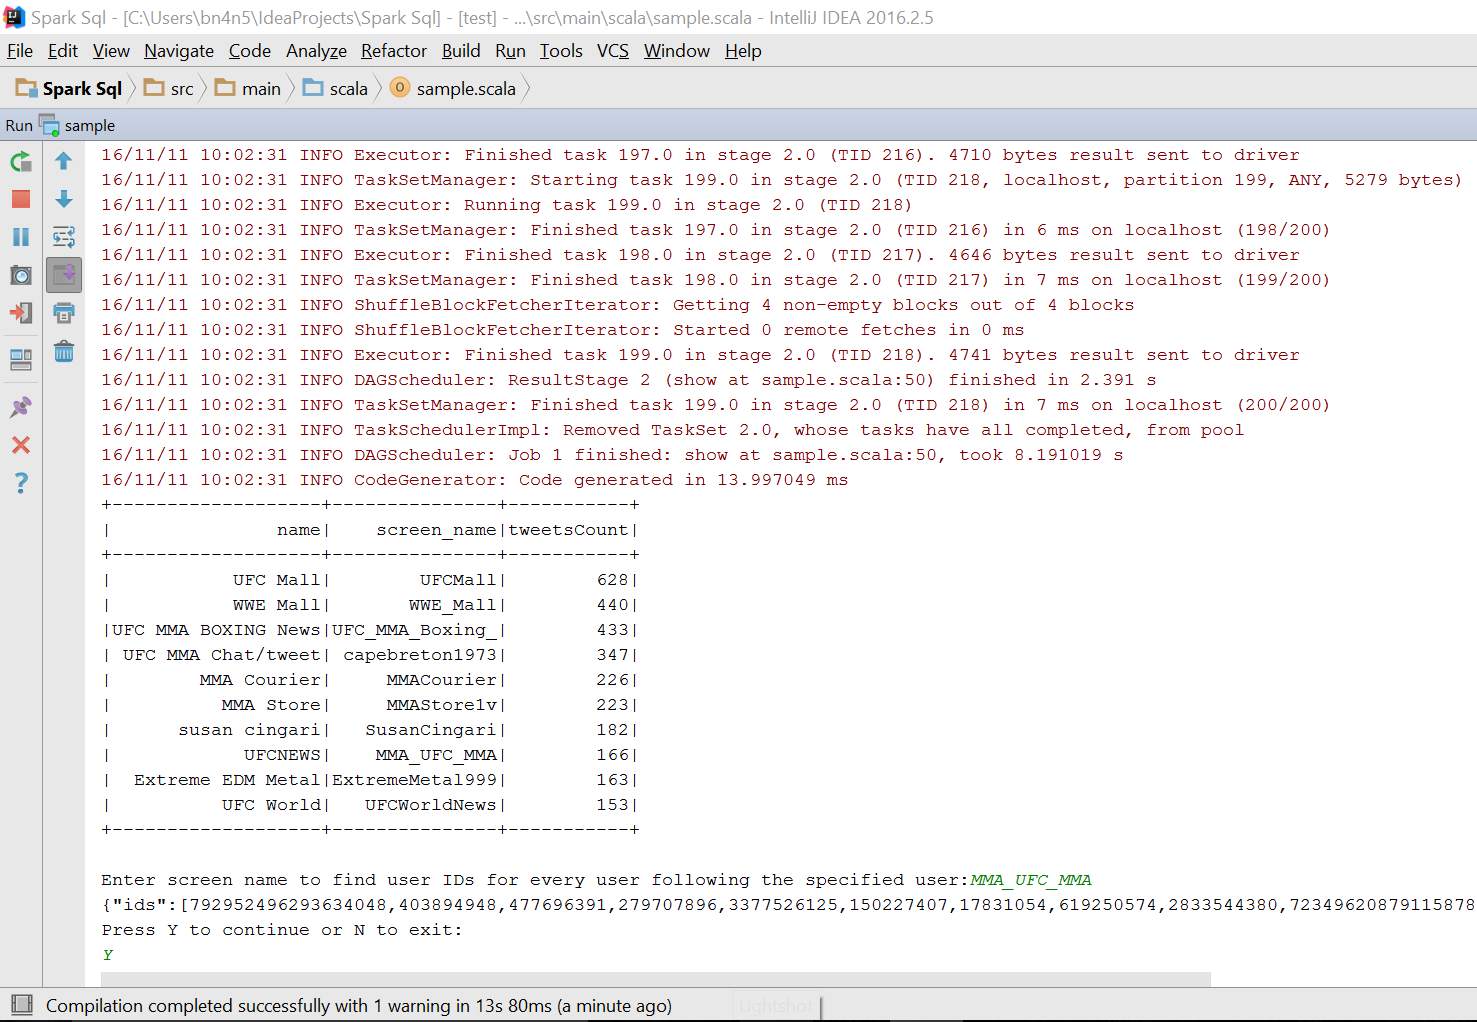 Spark Sql - [C:\Users\bn4n5\IdeaProjects\Spark Sql] - [test] - ...\src\main\scala\sample.scala - IntelliJ IDEA 2016.2.5
File Edit View Navigate Code Analyze Refactor Build Run Tools VCS Window Help
Spark Sql src main scala sample.scala
Run sample
16/11/11 10:02:31 INFO Executor: Finished task 197.0 in stage 2.0 (TID 216). 4710 bytes result sent to driver
16/11/11 10:02:31 INFO TaskSetManager: Starting task 199.0 in stage 2.0 (TID 218, localhost, partition 199, ANY, 5279 bytes)
16/11/11 10:02:31 INFO Executor: Running task 199.0 in stage 2.0 (TID 218)
16/11/11 10:02:31 INFO TaskSetManager: Finished task 197.0 in stage 2.0 (TID 216) in 6 ms on localhost (198/200)
16/11/11 10:02:31 INFO Executor: Finished task 198.0 in stage 2.0 (TID 217). 4646 bytes result sent to driver
16/11/11 10:02:31 INFO TaskSetManager: Finished task 198.0 in stage 2.0 (TID 217) in 7 ms on localhost (199/200)
16/11/11 10:02:31 INFO ShuffleBlockFetcherIterator: Getting 4 non-empty blocks out of 4 blocks
16/11/11 10:02:31 INFO ShuffleBlockFetcherIterator: Started 0 remote fetches in 0 ms
16/11/11 10:02:31 INFO Executor: Finished task 199.0 in stage 2.0 (TID 218). 4741 bytes result sent to driver
16/11/11 10:02:31 INFO DAGScheduler: ResultStage 2 (show at sample.scala:50) finished in 2.391 s
16/11/11 10:02:31 INFO TaskSetManager: Finished task 199.0 in stage 2.0 (TID 218) in 7 ms on localhost (200/200)
16/11/11 10:02:31 INFO TaskSchedulerImpl: Removed TaskSet 2.0, whose tasks have all completed, from pool
16/11/11 10:02:31 INFO DAGScheduler: Job 1 finished: show at sample.scala:50, took 8.191019 s
16/11/11 10:02:31 INFO CodeGenerator: Code generated in 13.997049 ms
+-------------------+---------------+-----------+
|               name|    screen_name|tweetsCount|
+-------------------+---------------+-----------+
|           UFC Mall|        UFCMall|        628|
|           WWE Mall|       WWE_Mall|        440|
|UFC MMA BOXING News|UFC_MMA_Boxing_|        433|
| UFC MMA Chat/tweet| capebreton1973|        347|
|        MMA Courier|     MMACourier|        226|
|          MMA Store|     MMAStore1v|        223|
|      susan cingari|   SusanCingari|        182|
|            UFCNEWS|    MMA_UFC_MMA|        166|
|  Extreme EDM Metal|ExtremeMetal999|        163|
|          UFC World|   UFCWorldNews|        153|
+-------------------+---------------+-----------+
Enter screen name to find user IDs for every user following the specified user:MMA_UFC_MMA
{"ids":[792952496293634048,403894948,477696391,279707896,3377526125,150227407,17831054,619250574,2833544380,72349620879115878
Press Y to continue or N to exit:
Y
Compilation completed successfully with 1 warning in 13s 80ms (a minute ago)
Lightshot